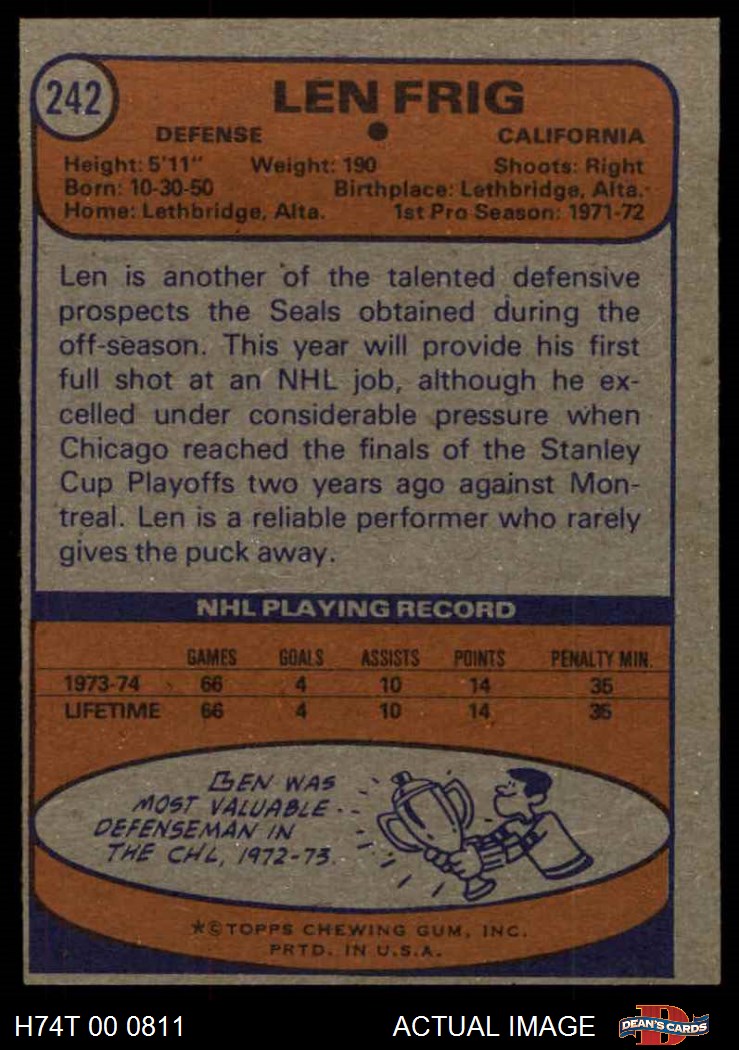 242
LEN FRIG
DEFENSE ● CALIFORNIA
Height: 5'11" Weight: 190 Shoots: Right
Born: 10-30-50 Birthplace: Lethbridge, Alta.
Home: Lethbridge, Alta. 1st Pro Season: 1971-72
Len is another of the talented defensive
prospects the Seals obtained during the
off-season. This year will provide his first
full shot at an NHL job, although he ex-
celled under considerable pressure when
Chicago reached the finals of the Stanley
Cup Playoffs two years ago against Mon-
treal. Len is a reliable performer who rarely
gives the puck away.
NHL PLAYING RECORD
GAMES GOALS ASSISTS POINTS PENALTY MIN.
1973-74 66 4 10 14 35
LIFETIME 66 4 10 14 35
LEN WAS
MOST VALUABLE
DEFENSEMAN IN
THE CHL, 1972-73.
*© TOPPS CHEWING GUM, INC.
PRTD. IN U.S.A.
H74T 00 0811 ACTUAL IMAGE D DEAN'S CARDS